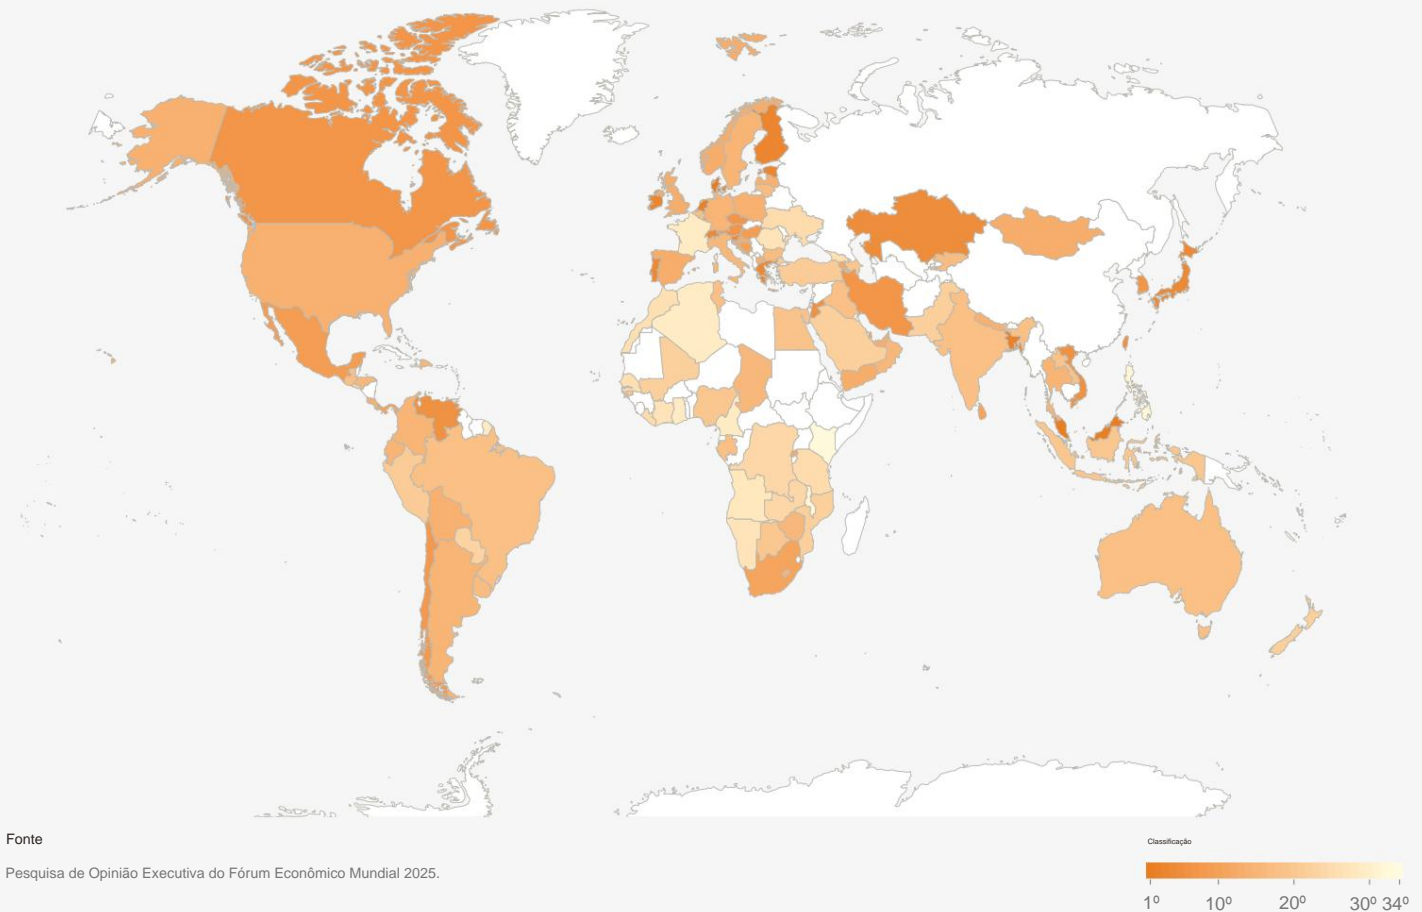 Fonte
Pesquisa de Opinião Executiva do Fórum Econômico Mundial 2025.
Classificação
1º 10º 20º 30º 34º